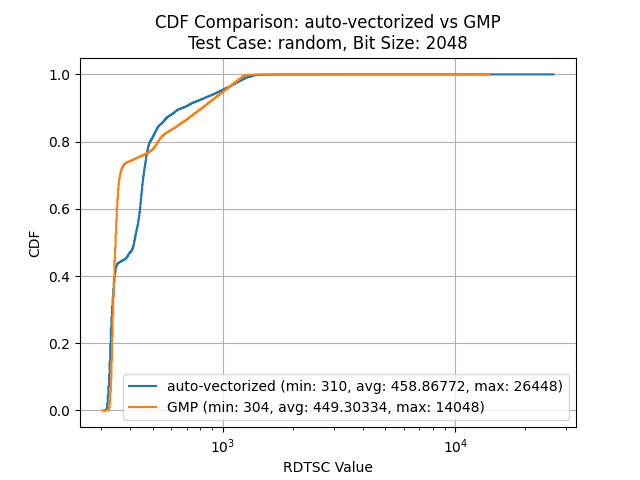 CDF Comparison: auto-vectorized vs GMP
Test Case: random, Bit Size: 2048
CDF
1.0
0.8
0.6
0.4
0.2
0.0
auto-vectorized (min: 310, avg: 458.86772, max: 26448)
GMP (min: 304, avg: 449.30334, max: 14048)
10³ 10⁴
RDTSC Value